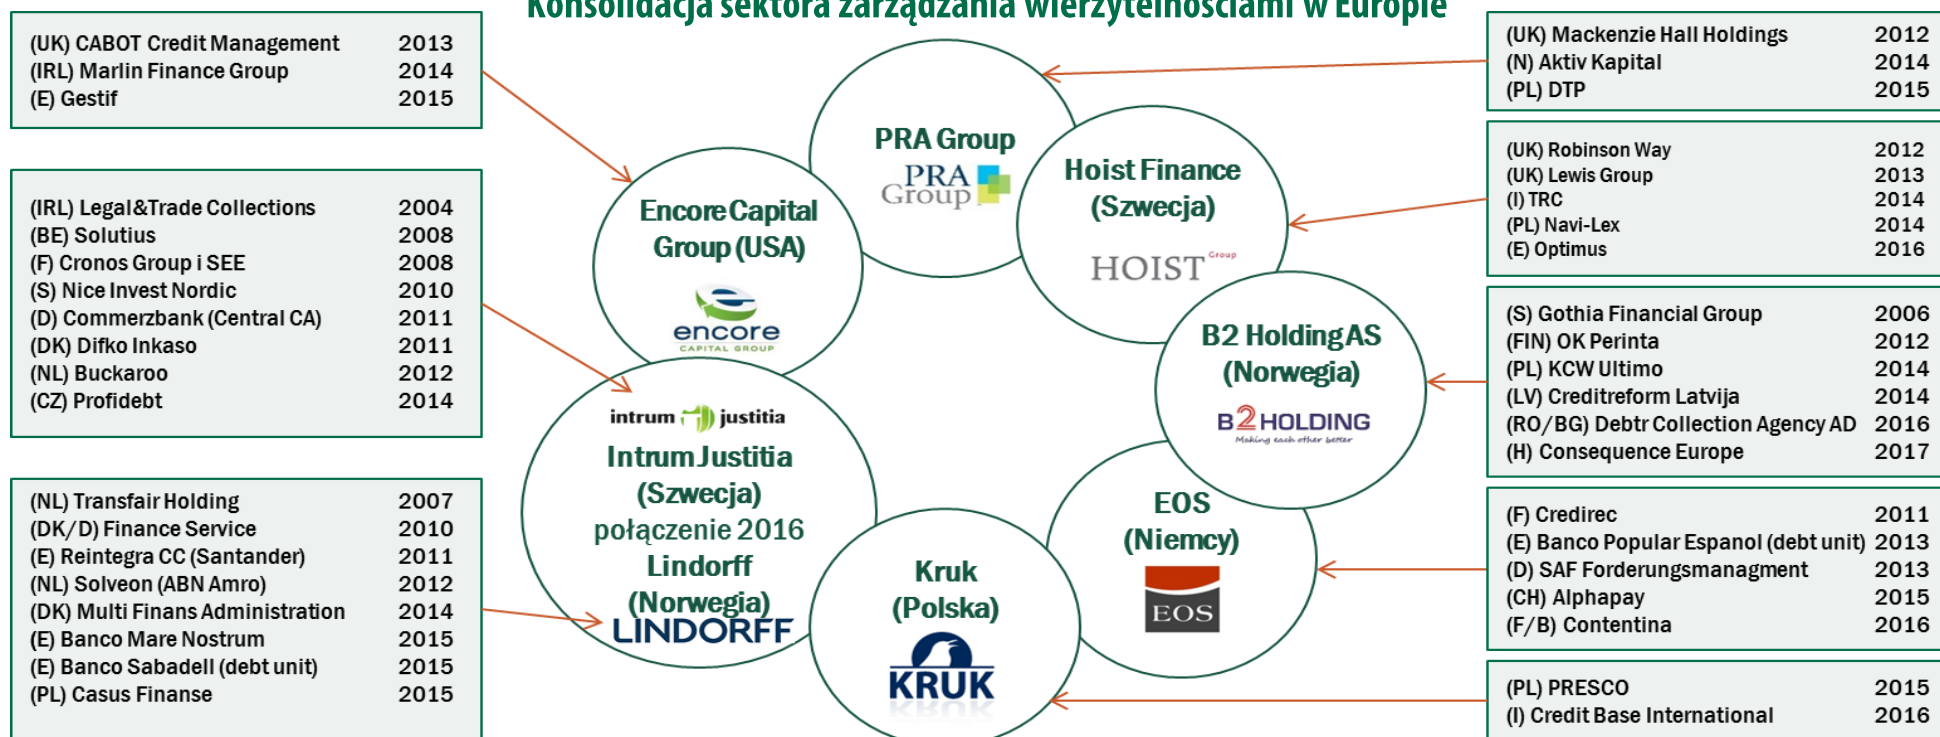 Konsolidacja sektora zarządzania wierzytelnościami w Europie
(UK) CABOT Credit Management 2013
(IRL) Marlin Finance Group 2014
(E) Gestif 2015
(IRL) Legal&Trade Collections 2004
(BE) Solutius 2008
(F) Cronos Group i SEE 2008
(S) Nice Invest Nordic 2010
(D) Commerzbank (Central CA) 2011
(DK) Difko Inkaso 2011
(NL) Buckaroo 2012
(CZ) Profidebt 2014
(NL) Transfair Holding 2007
(DK/D) Finance Service 2010
(E) Reintegra CC (Santander) 2011
(NL) Solveon (ABN Amro) 2012
(DK) Multi Finans Administration 2014
(E) Banco Mare Nostrum 2015
(E) Banco Sabadell (debt unit) 2015
(PL) Casus Finanse 2015
Encore Capital
Group (USA)
encore
CAPITAL GROUP
intrum justitia
Intrum Justitia
(Szwecja)
połączenie 2016
Lindorff
(Norwegia)
LINDORFF
PRA Group
PRA
Group
Hoist Finance
(Szwecja)
HOIST Group
B2 Holding AS
(Norwegia)
B2 HOLDING
Making each other better
EOS
(Niemcy)
EOS
Kruk
(Polska)
KRUK
(UK) Mackenzie Hall Holdings 2012
(N) Aktiv Kapital 2014
(PL) DTP 2015
(UK) Robinson Way 2012
(UK) Lewis Group 2013
(I) TRC 2014
(PL) Navi-Lex 2014
(E) Optimus 2016
(S) Gothia Financial Group 2006
(FIN) OK Perinta 2012
(PL) KCW Ultimo 2014
(LV) Creditreform Latvija 2014
(RO/BG) Debtr Collection Agency AD 2016
(H) Consequence Europe 2017
(F) Credirec 2011
(E) Banco Popular Espanol (debt unit) 2013
(D) SAF Forderungsmanagment 2013
(CH) Alphapay 2015
(F/B) Contentina 2016
(PL) PRESCO 2015
(I) Credit Base International 2016